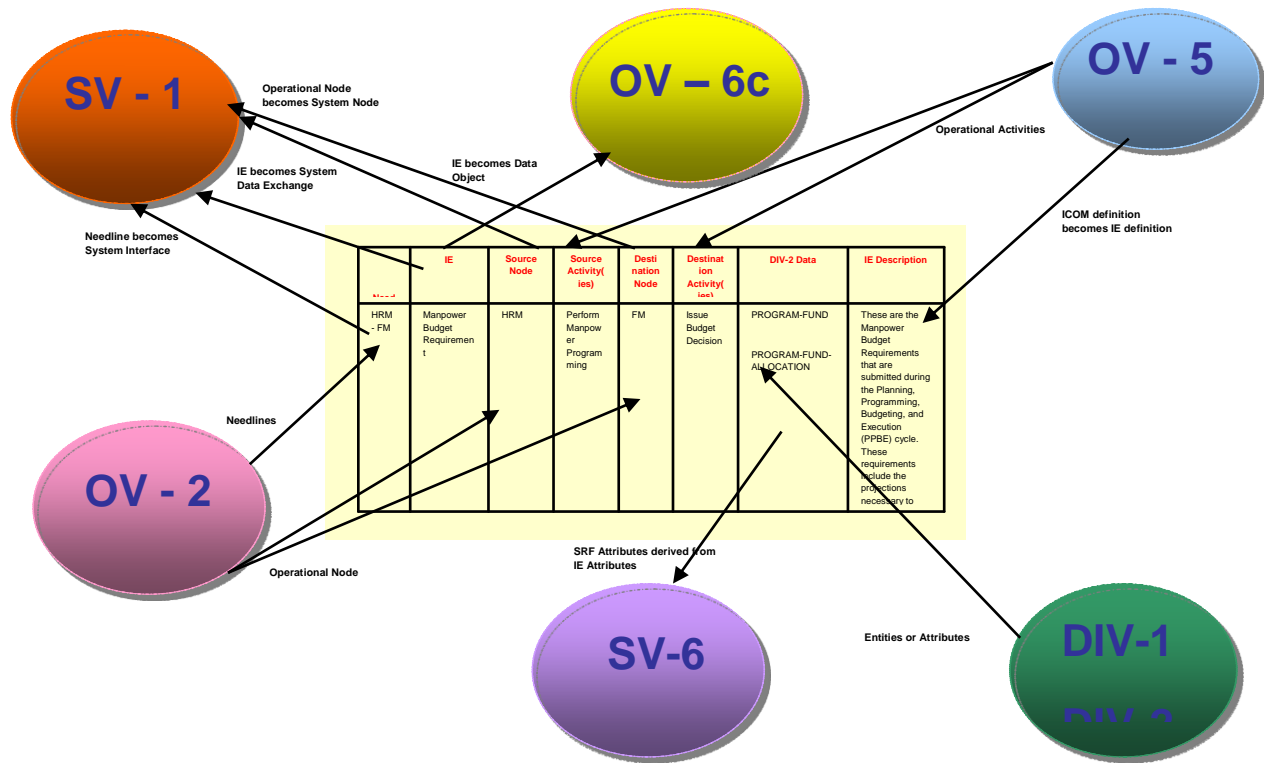 SV - 1
Operational Node
becomes System Node
OV – 6c
OV - 5
Operational Activities
IE becomes Data
Object
IE becomes System
Data Exchange
ICOM definition
becomes IE definition
Needline becomes
System Interface
IE
Source
Node
Source
Activity(
ies)
Desti
nation
Node
Destinat
ion
Activity(
ies)
DIV-2 Data
IE Description
HRM
- FM
Manpower
Budget
Requiremen
t
HRM
Perform
Manpow
er
Program
ming
FM
Issue
Budget
Decision
PROGRAM-FUND
PROGRAM-FUND-
ALLOCATION
These are the
Manpower
Budget
Requirements
that are
submitted during
the Planning,
Programming,
Budgeting, and
Execution
(PPBE) cycle.
These
requirements
include the
projections
necessary to
Needlines
OV - 2
Operational Node
SRF Attributes derived from
IE Attributes
SV-6
Entities or Attributes
DIV-1